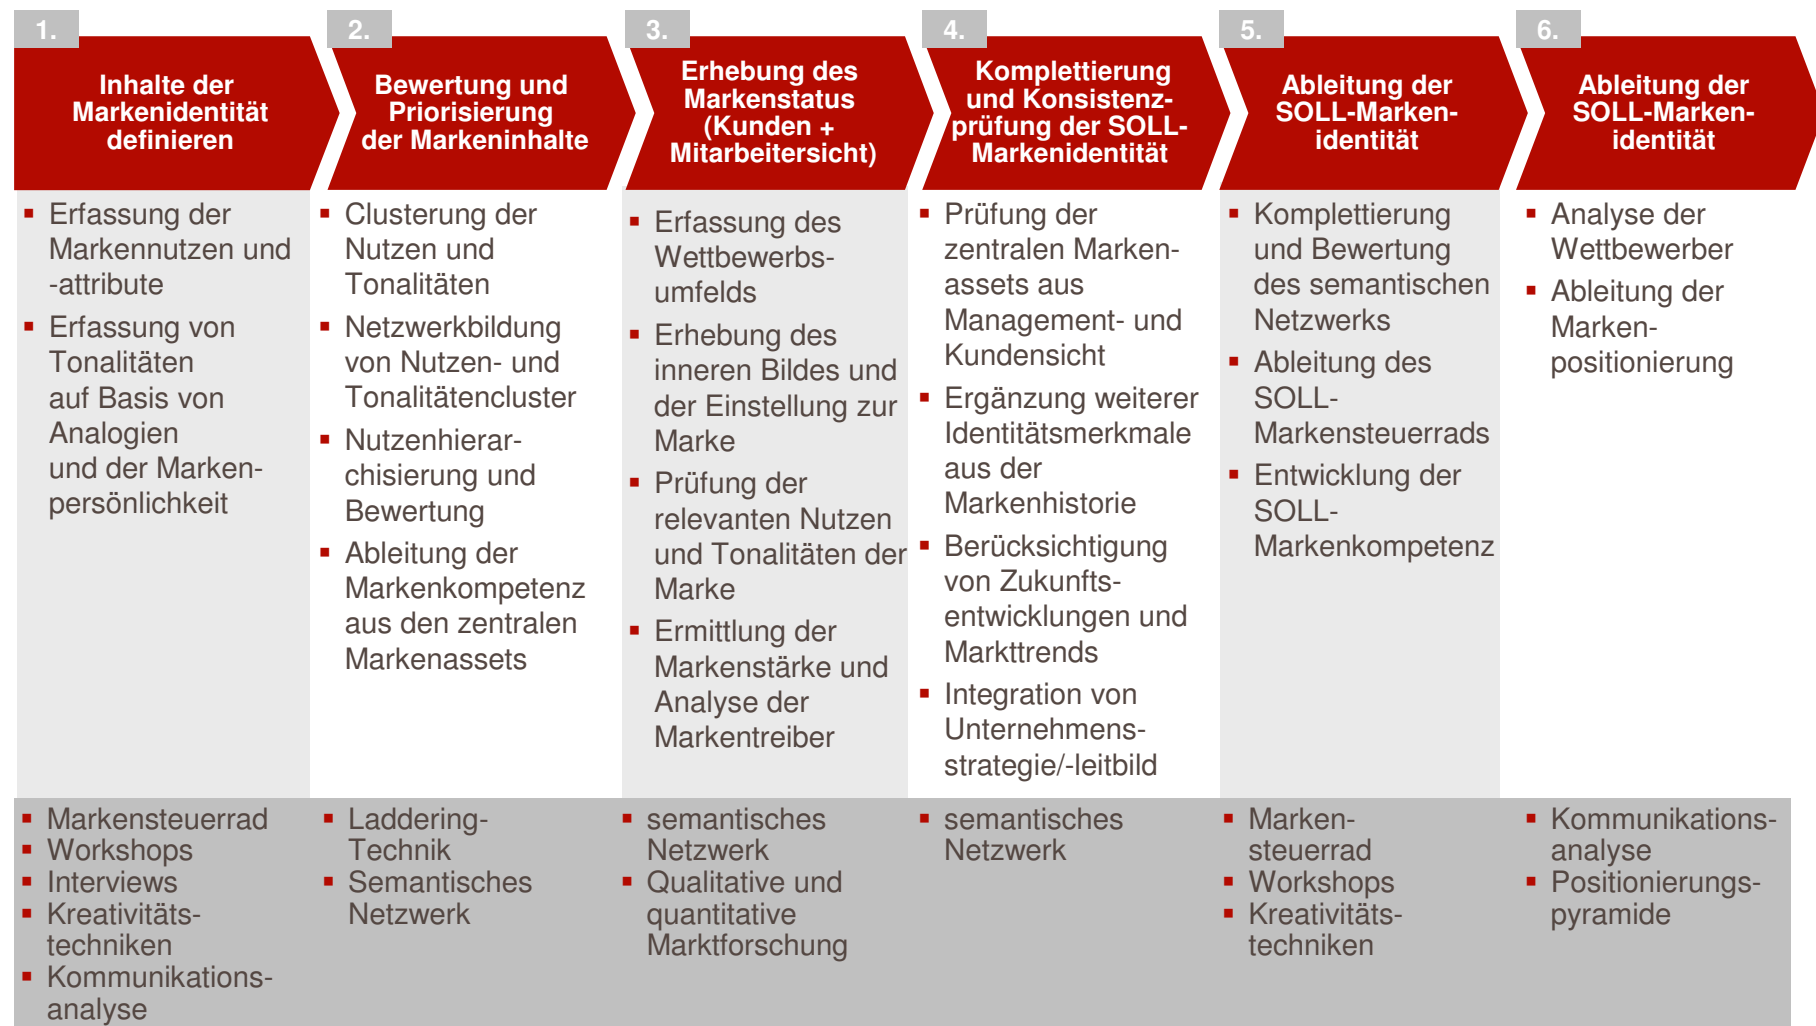 1.
Inhalte der
Markenidentität
definieren
2.
Bewertung und
Priorisierung
der Markeninhalte
3.
Erhebung des
Markenstatus
(Kunden +
Mitarbeitersicht)
4.
Komplettierung
und Konsistenz-
prüfung der SOLL-
Markenidentität
5.
Ableitung der
SOLL-Marken-
identität
6.
Ableitung der
SOLL-Marken-
identität
Erfassung der
Markennutzen und
-attribute
Erfassung von
Tonalitäten
auf Basis von
Analogien
und der Marken-
persönlichkeit
Clusterung der
Nutzen und
Tonalitäten
Netzwerkbildung
von Nutzen- und
Tonalitätencluster
Nutzenhierar-
chisierung und
Bewertung
Ableitung der
Markenkompetenz
aus den zentralen
Markenassets
Erfassung des
Wettbewerbs-
umfelds
Erhebung des
inneren Bildes und
der Einstellung zur
Marke
Prüfung der
relevanten Nutzen
und Tonalitäten der
Marke
Ermittlung der
Markenstärke und
Analyse der
Markentreiber
Prüfung der
zentralen Marken-
assets aus
Management- und
Kundensicht
Ergänzung weiterer
Identitätsmerkmale
aus der
Markenhistorie
Berücksichtigung
von Zukunfts-
entwicklungen und
Markttrends
Integration von
Unternehmens-
strategie/-leitbild
Komplettierung
und Bewertung
des semantischen
Netzwerks
Ableitung des
SOLL-
Markensteuerrads
Entwicklung der
SOLL-
Markenkompetenz
Analyse der
Wettbewerber
Ableitung der
Marken-
positionierung
Markensteuerrad
Workshops
Interviews
Kreativitäts-
techniken
Kommunikations-
analyse
Laddering-
Technik
Semantisches
Netzwerk
semantisches
Netzwerk
Qualitative und
quantitative
Marktforschung
semantisches
Netzwerk
Marken-
steuerrad
Workshops
Kreativitäts-
techniken
Kommunikations-
analyse
Positionierungs-
pyramide